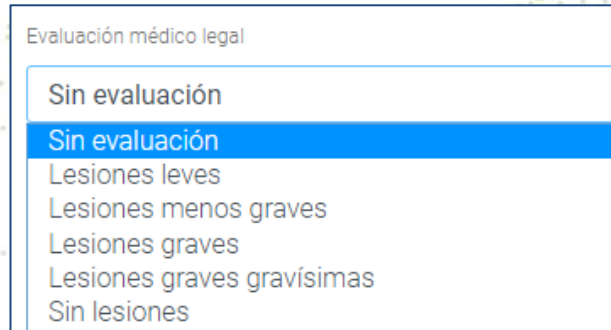 Evaluación médico legal
Sin evaluación
Sin evaluación
Lesiones leves
Lesiones menos graves
Lesiones graves
Lesiones graves gravísimas
Sin lesiones